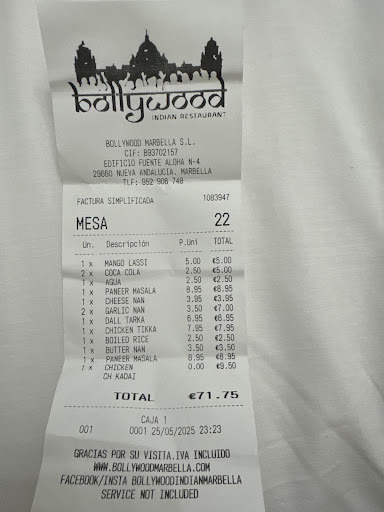 bollywood
INDIAN RESTAURANT
BOLLYWOOD MARBELLA S.L.
CIF: B93702157
EDIFICIO FUENTE ALOHA N-4
29660 NUEVA ANDALUCIA, MARBELLA
TLF: 952 906 748
FACTURA SIMPLIFICADA 1083947
MESA 22
Un. Descripción P.Uni TOTAL
1 x MANGO LASSI 5.00 €5.00
2 x COCA COLA 2.50 €5.00
1 x AGUA 2.50 €2.50
1 x PANEER MASALA 8.95 €8.95
1 x CHEESE NAN 3.95 €3.95
2 x GARLIC NAN 3.50 €7.00
1 x DALL TARKA 6.95 €6.95
1 x CHICKEN TIKKA 7.95 €7.95
1 x BOILED RICE 2.50 €2.50
1 x BUTTER NAN 3.50 €3.50
1 x PANEER MASALA 8.95 €8.95
1 x CHICKEN 0.00 €9.50
CH KADAI
TOTAL €71.75
CAJA 1
001 0001 25/05/2025 23:23
GRACIAS POR SU VISITA.IVA INCLUIDO
WWW.BOLLYWOODMARBELLA.COM
FACEBOOK/INSTA BOLLYWOODINDIANMARBELLA
SERVICE NOT INCLUDED